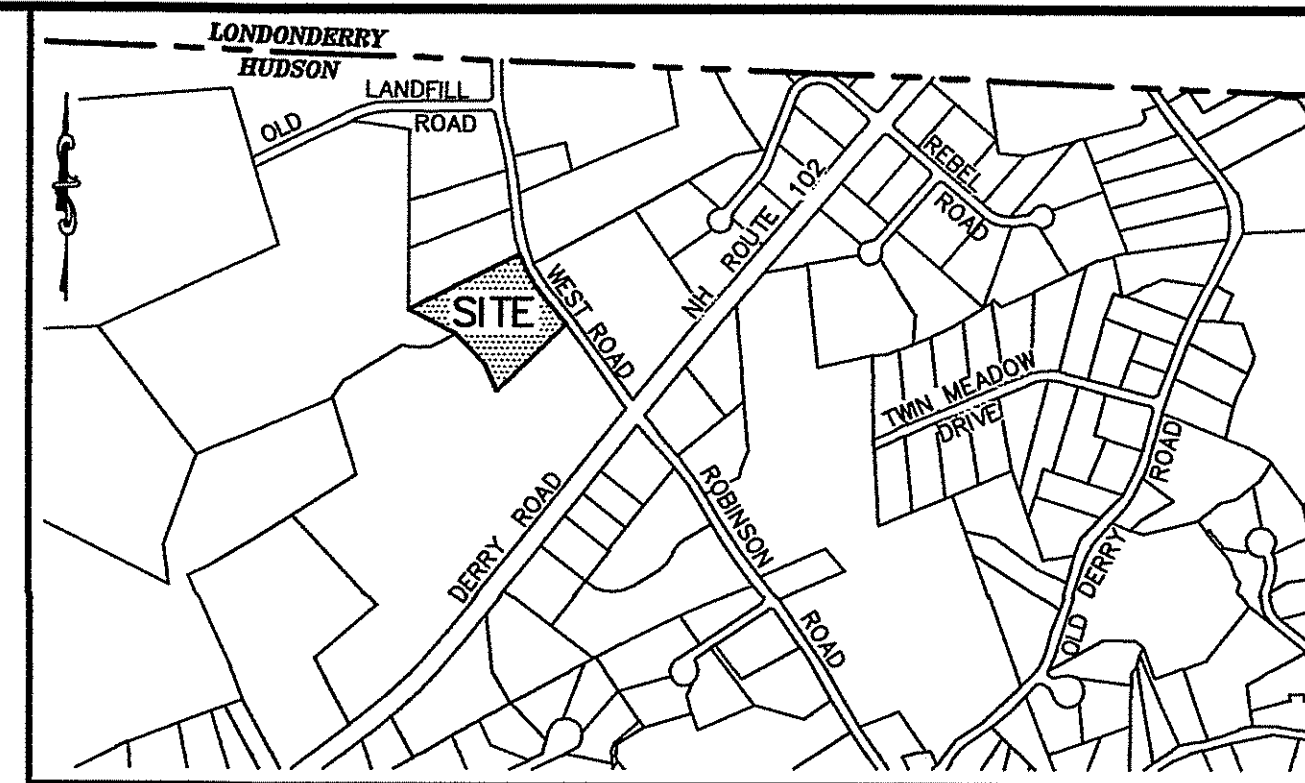 LONDONDERRY
HUDSON
OLD LANDFILL
ROAD
REBEL
ROAD
NH ROUTE 102
WEST ROAD
SITE
TWIN MEADOW
DRIVE
DERRY ROAD
ROBINSON
ROAD
OLD DERRY
ROAD